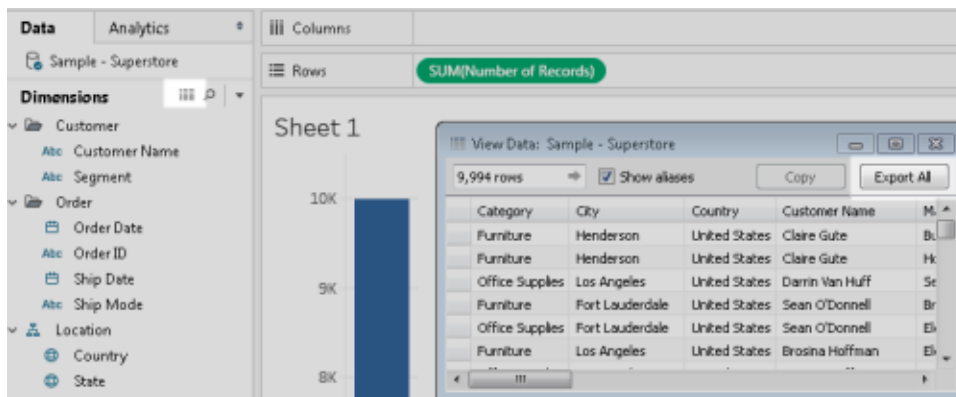 Data Analytics
Columns
Sample - Superstore
Rows SUM(Number of Records)
Dimensions
Customer
Abc Customer Name
Abc Segment
Order
Order Date
Abc Order ID
Ship Date
Abc Ship Mode
Location
Country
State
Sheet 1
10K
9K
8K
View Data: Sample - Superstore
9,994 rows Show aliases Copy Export All
Category City Country Customer Name
Furniture Henderson United States Claire Gute
Furniture Henderson United States Claire Gute
Office Supplies Los Angeles United States Darrin Van Huff
Furniture Fort Lauderdale United States Sean O'Donnell
Office Supplies Fort Lauderdale United States Sean O'Donnell
Furniture Los Angeles United States Brosina Hoffman